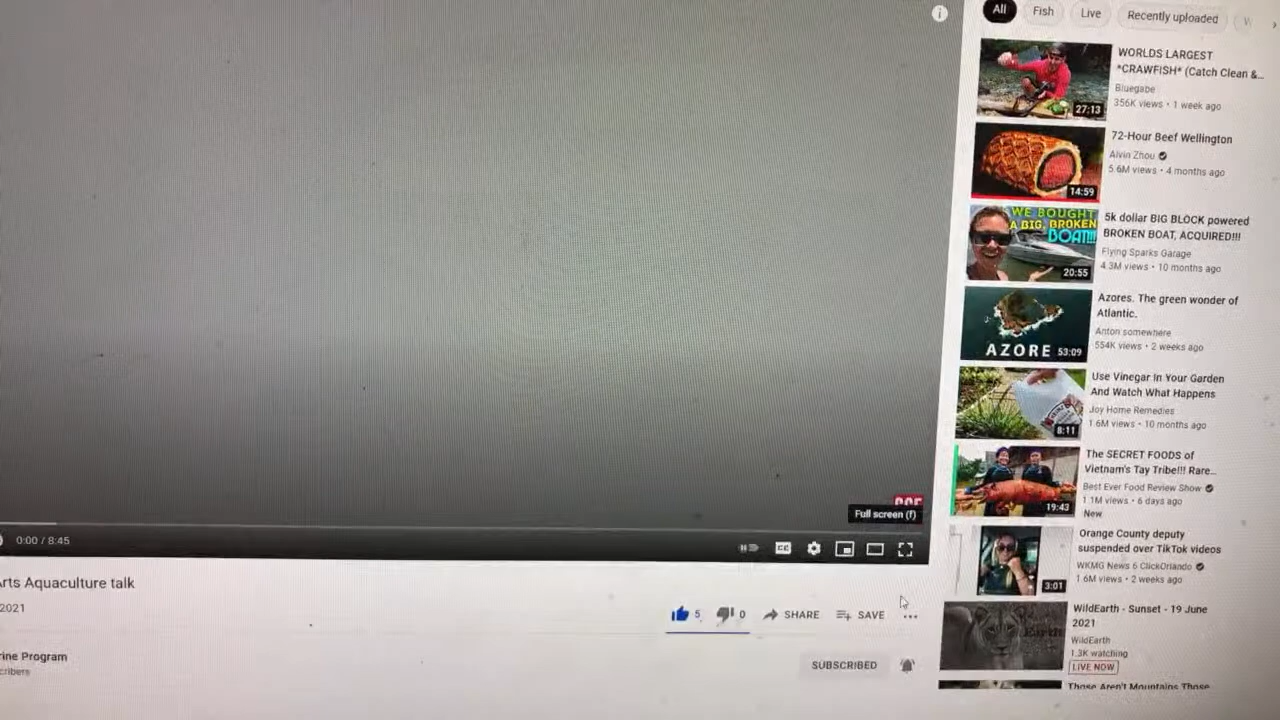 All
Fish
Live
Recently uploaded
WORLDS LARGEST
*CRAWFISH* (Catch Clean &...
Bluegabe
356K views • 1 week ago
27:13
72-Hour Beef Wellington
Alvin Zhou
5.6M views • 4 months ago
14:59
WE BOUGHT
A BIG, BROKEN
BOAT!!!
20:55
5k dollar BIG BLOCK powered
BROKEN BOAT, ACQUIRED!!!
Flying Sparks Garage
4.3M views • 10 months ago
AZORE
53:09
Azores. The green wonder of
Atlantic.
Anton somewhere
554K views • 2 weeks ago
8:11
Use Vinegar In Your Garden
And Watch What Happens
Joy Home Remedies
1.6M views • 10 months ago
19:43
The SECRET FOODS of
Vietnam's Tay Tribe!!! Rare...
Best Ever Food Review Show
1.1M views • 6 days ago
New
3:01
Orange County deputy
suspended over TikTok videos
WKMG News 6 ClickOrlando
1.6M views • 2 weeks ago
WildEarth - Sunset - 19 June
2021
WildEarth
1.3K watching
LIVE NOW
Those Aren't Mountains Those
Full screen (f)
0:00 / 8:45
CC
Arts Aquaculture talk
2021
5
0
SHARE
SAVE
rine Program
cribers
SUBSCRIBED